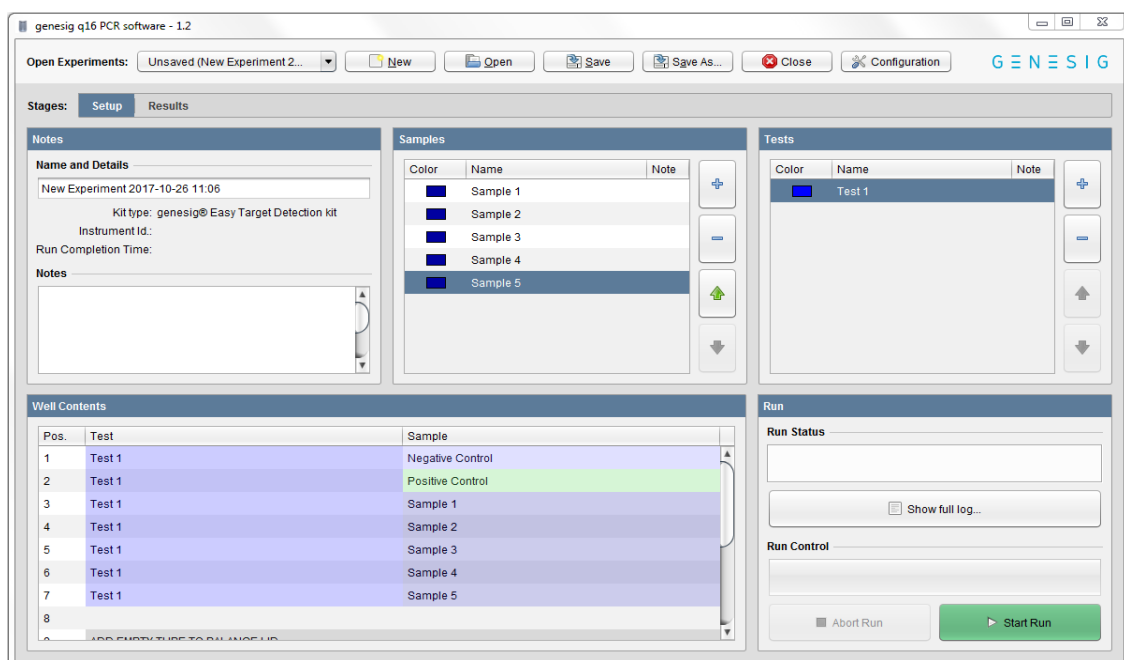 genesig q16 PCR software - 1.2
Open Experiments: Unsaved (New Experiment 2... New Open Save Save As... Close Configuration GENESIG
Stages: Setup Results
Notes
Name and Details
New Experiment 2017-10-26 11:06
Kit type: genesig® Easy Target Detection kit
Instrument Id.:
Run Completion Time:
Notes
Samples
Color Name Note
Sample 1
Sample 2
Sample 3
Sample 4
Sample 5
Tests
Color Name Note
Test 1
Well Contents
Pos. Test Sample
1 Test 1 Negative Control
2 Test 1 Positive Control
3 Test 1 Sample 1
4 Test 1 Sample 2
5 Test 1 Sample 3
6 Test 1 Sample 4
7 Test 1 Sample 5
8
ADD EMPTY TUBE TO BALANCE LID
Run
Run Status
Show full log...
Run Control
Abort Run Start Run